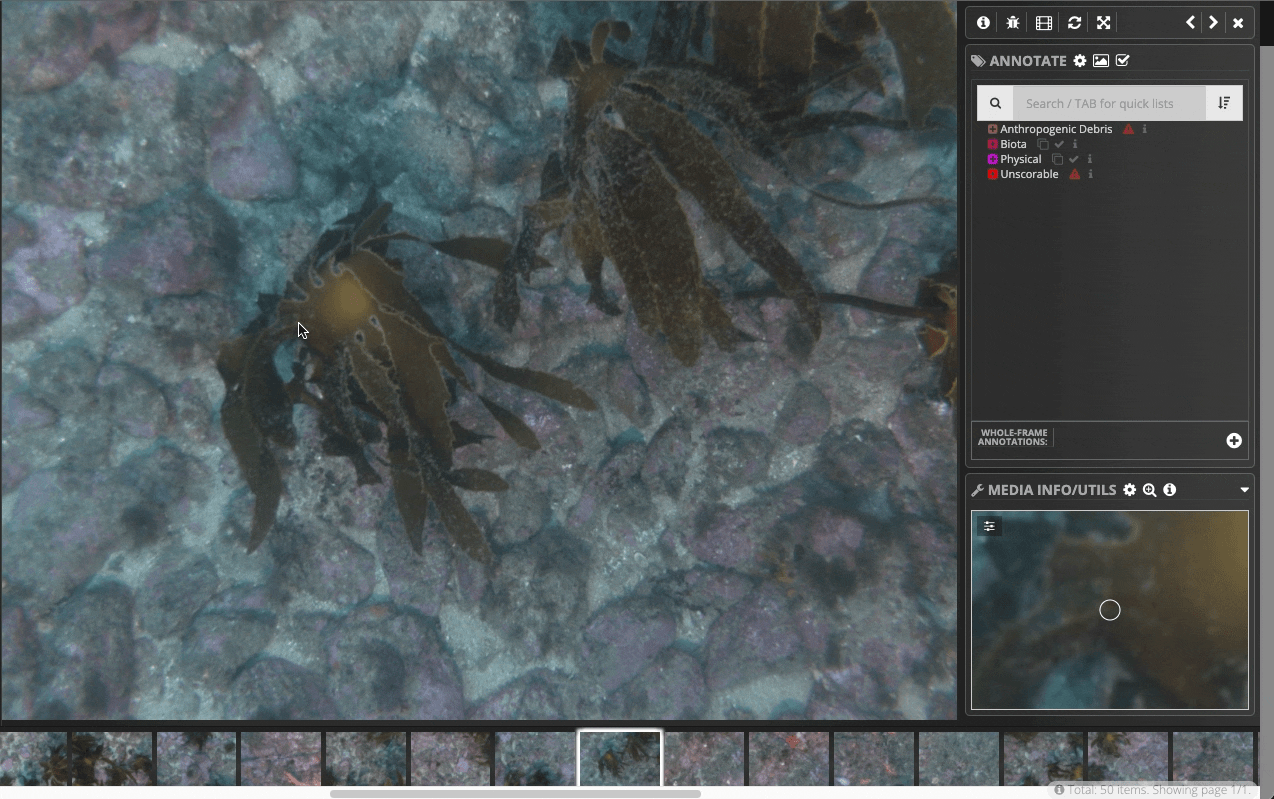 ANNOTATE
Search / TAB for quick lists
Anthropogenic Debris
Biota
Physical
Unscorable
WHOLE-FRAME
ANNOTATIONS:
MEDIA INFO/UTILS
Total: 50 items. Showing page 1/1.